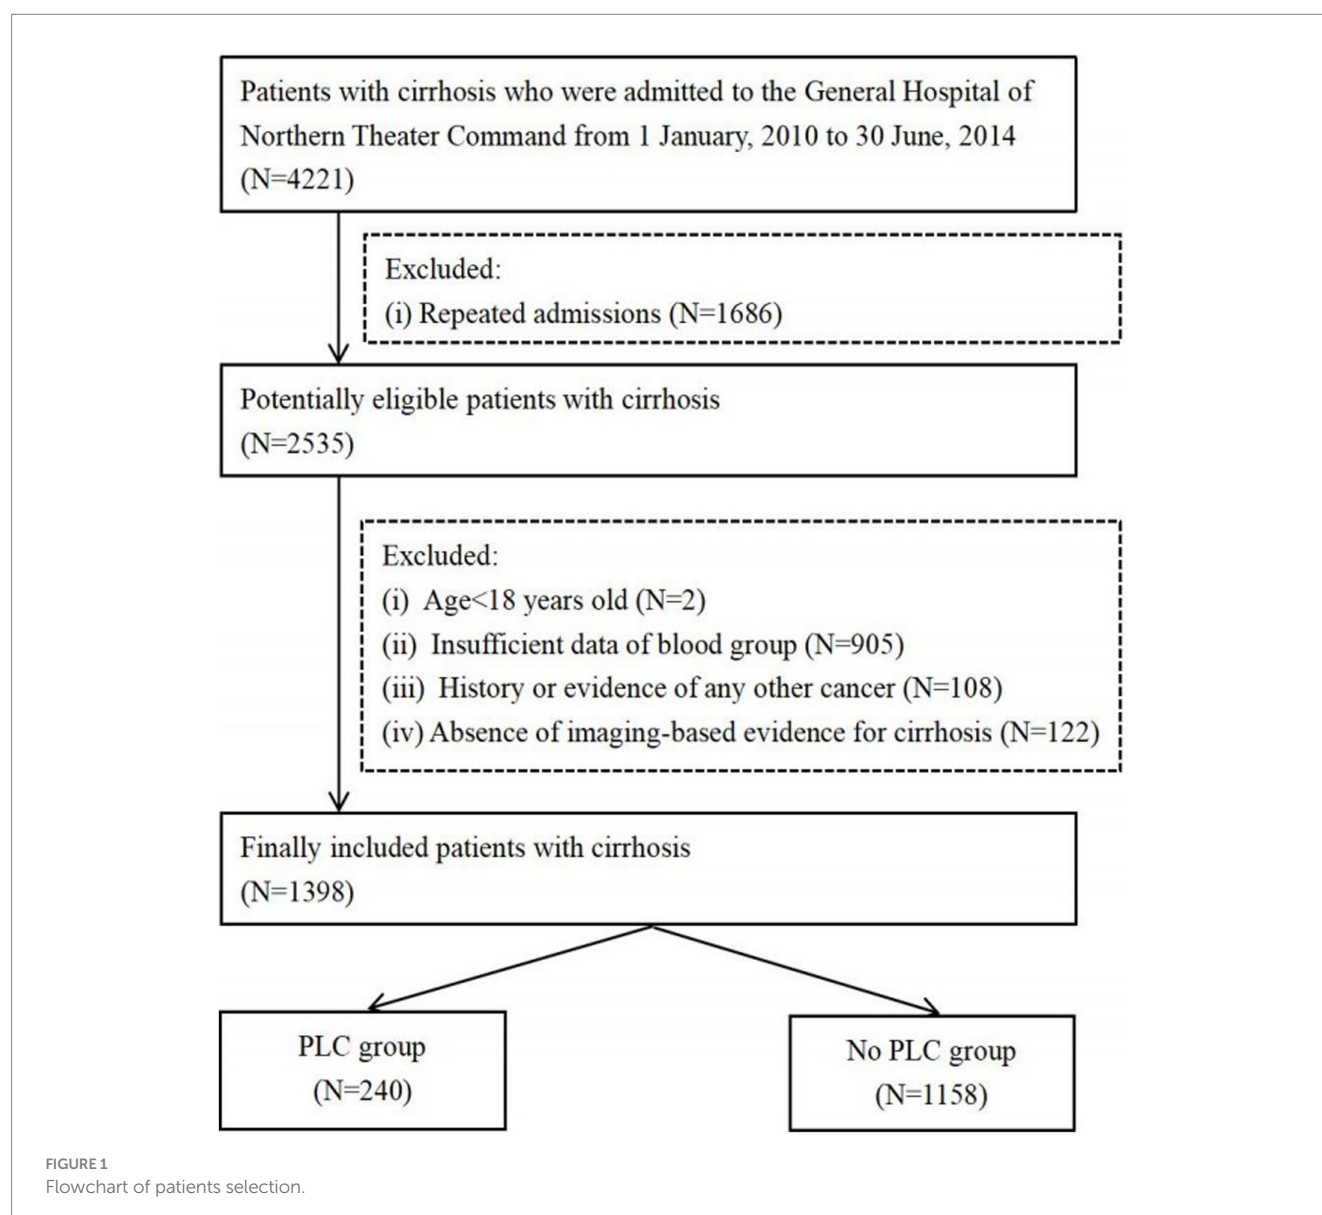 Patients with cirrhosis who were admitted to the General Hospital of
Northern Theater Command from 1 January, 2010 to 30 June, 2014
(N=4221)
Excluded:
(i) Repeated admissions (N=1686)
Potentially eligible patients with cirrhosis
(N=2535)
Excluded:
(i) Age<18 years old (N=2)
(ii) Insufficient data of blood group (N=905)
(iii) History or evidence of any other cancer (N=108)
(iv) Absence of imaging-based evidence for cirrhosis (N=122)
Finally included patients with cirrhosis
(N=1398)
PLC group
(N=240)
No PLC group
(N=1158)
FIGURE 1
Flowchart of patients selection.